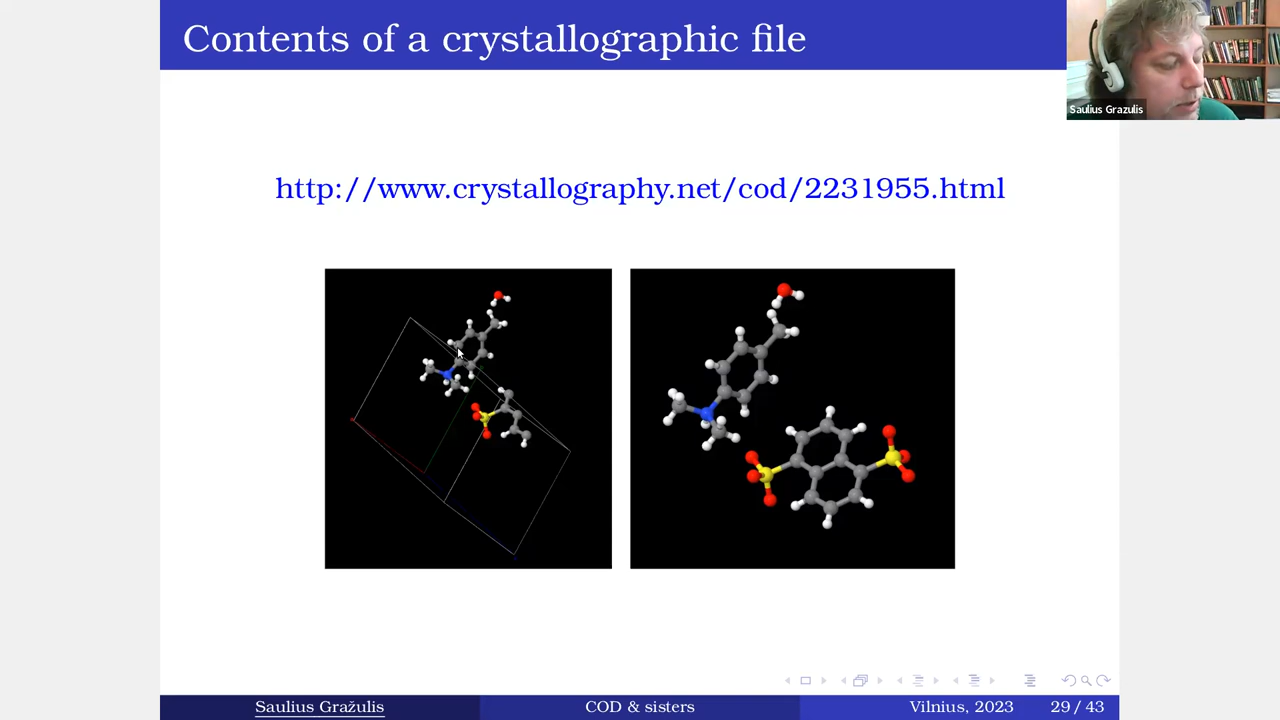 Contents of a crystallographic file
Saulius Grazulis
http://www.crystallography.net/cod/2231955.html
Saulius Gražulis
COD & sisters
Vilnius, 2023
29 / 43